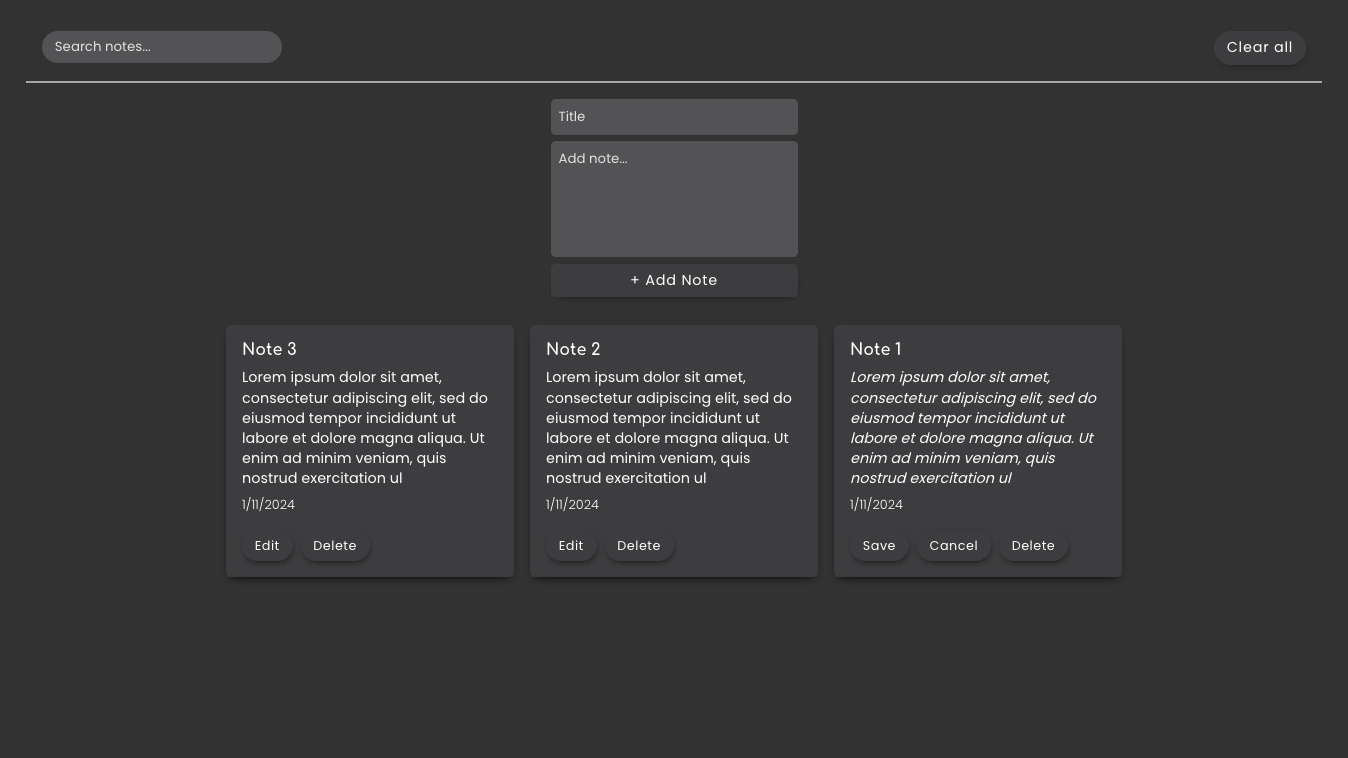 Search notes...
Clear all
Title
Add note...
+ Add Note
Note 3
Lorem ipsum dolor sit amet,
consectetur adipiscing elit, sed do
eiusmod tempor incididunt ut
labore et dolore magna aliqua. Ut
enim ad minim veniam, quis
nostrud exercitation ul
1/11/2024
Edit Delete
Note 2
Lorem ipsum dolor sit amet,
consectetur adipiscing elit, sed do
eiusmod tempor incididunt ut
labore et dolore magna aliqua. Ut
enim ad minim veniam, quis
nostrud exercitation ul
1/11/2024
Edit Delete
Note 1
Lorem ipsum dolor sit amet,
consectetur adipiscing elit, sed do
eiusmod tempor incididunt ut
labore et dolore magna aliqua. Ut
enim ad minim veniam, quis
nostrud exercitation ul
1/11/2024
Save Cancel Delete